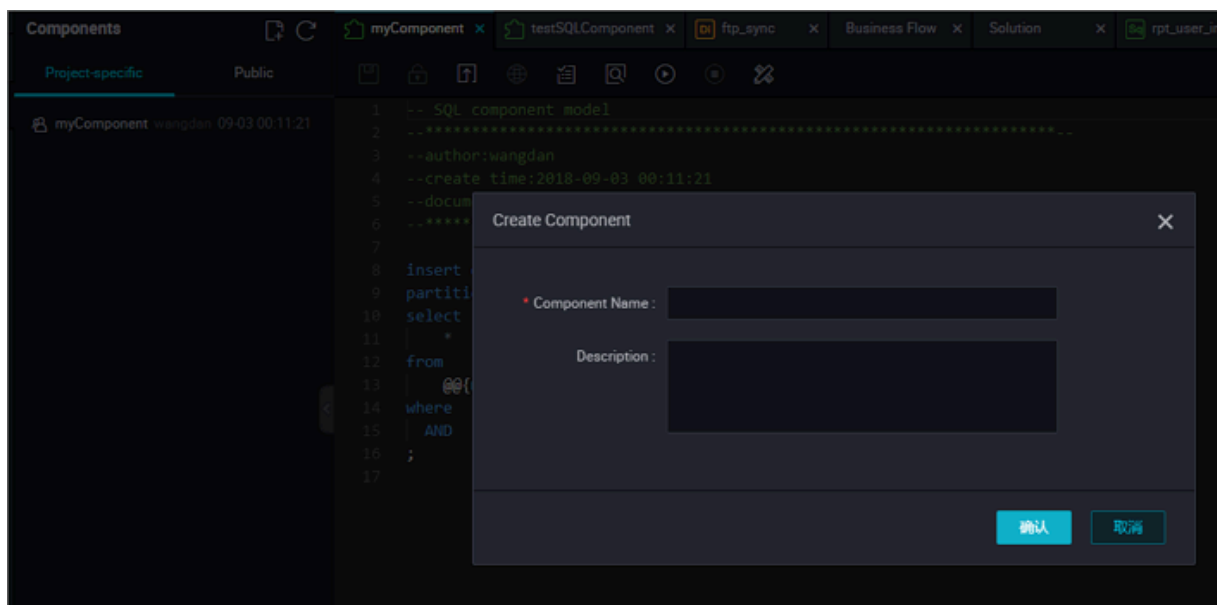 Components
myComponent
testSQLComponent
Di ftp_sync
Business Flow
Solution
Sq rpt_user_in
Project-specific
Public
myComponent wangdan 09-03 00:11:21
1 -- SQL component model
2 --
3 --author:wangdan
4 --create time:2018-09-03 00:11:21
5 --docum
6 --*****
7
8 insert
9 partiti
10 select
11 *
12 from
13 @@{
14 where
15 AND
16 ;
17
Create Component
* Component Name :
Description :
确认
取消